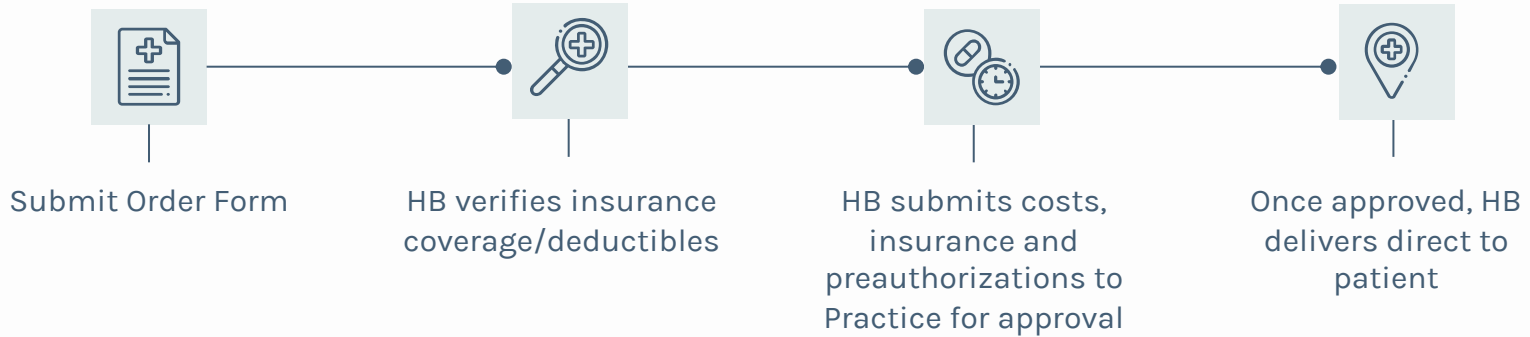 Submit Order Form
HB verifies insurance
coverage/deductibles
HB submits costs,
insurance and
preauthorizations to
Practice for approval
Once approved, HB
delivers direct to
patient